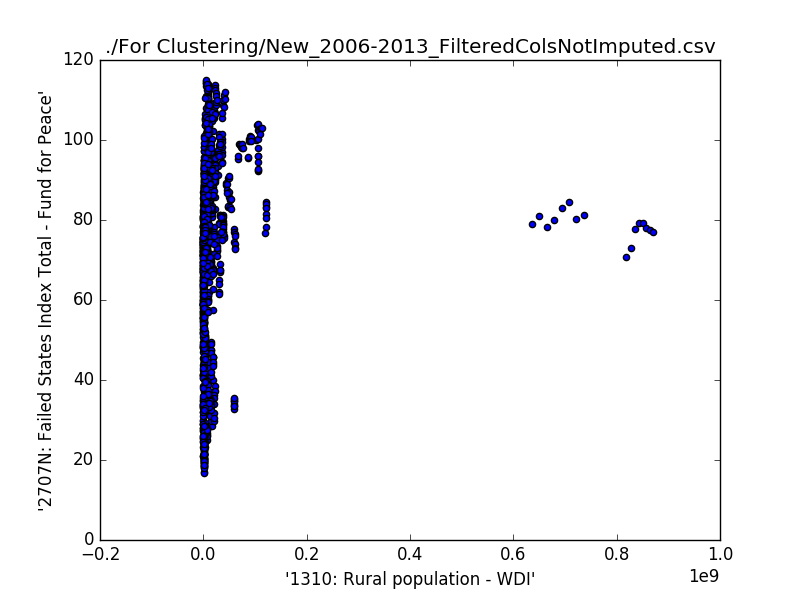 ./For Clustering/New_2006-2013_FilteredColsNotImputed.csv
'2707N: Failed States Index Total - Fund for Peace'
120
100
80
60
40
20
0
−0.2 0.0 0.2 0.4 0.6 0.8 1.0
1e9
'1310: Rural population - WDI'